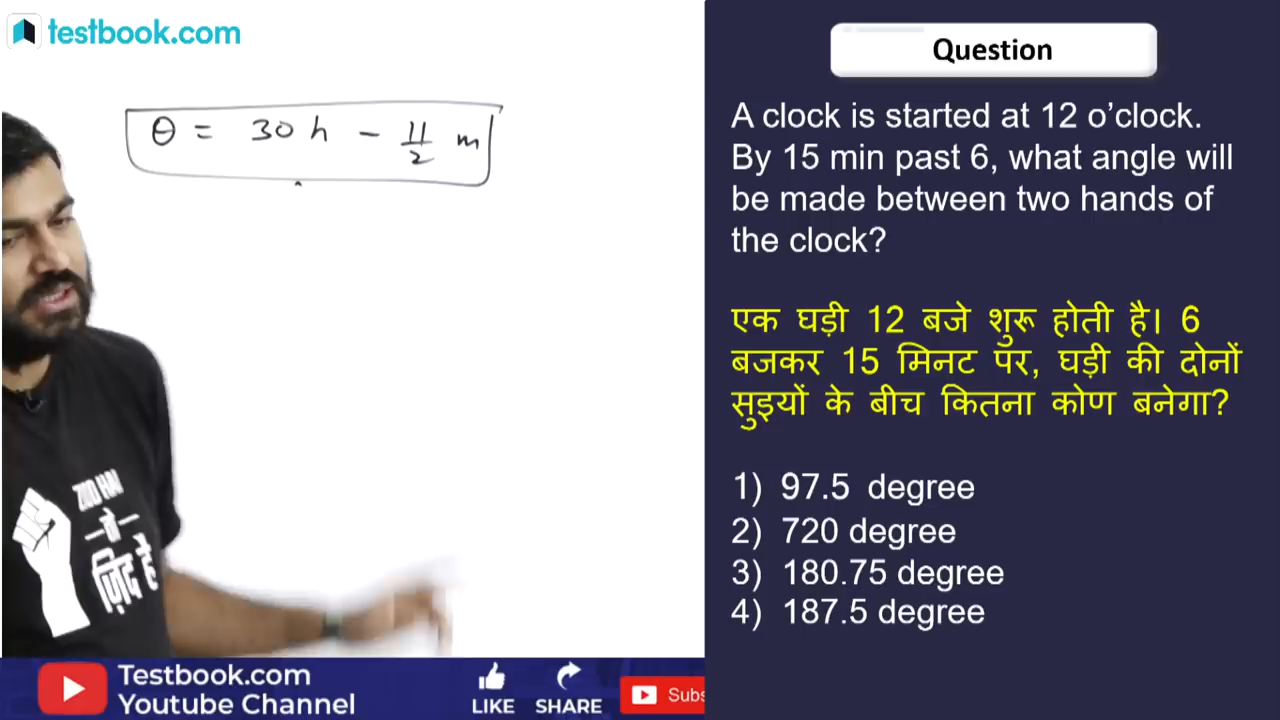 testbook.com
θ = 30 h - 11/2 m
Question
A clock is started at 12 o’clock.
By 15 min past 6, what angle will
be made between two hands of
the clock?
एक घड़ी 12 बजे शुरू होती है। 6
बजकर 15 मिनट पर, घड़ी की दोनों
सुइयों के बीच कितना कोण बनेगा?
1) 97.5 degree
2) 720 degree
3) 180.75 degree
4) 187.5 degree
ZIDD HAI
तो
ज़िद है
Testbook.com
Youtube Channel
LIKE
SHARE
Subs